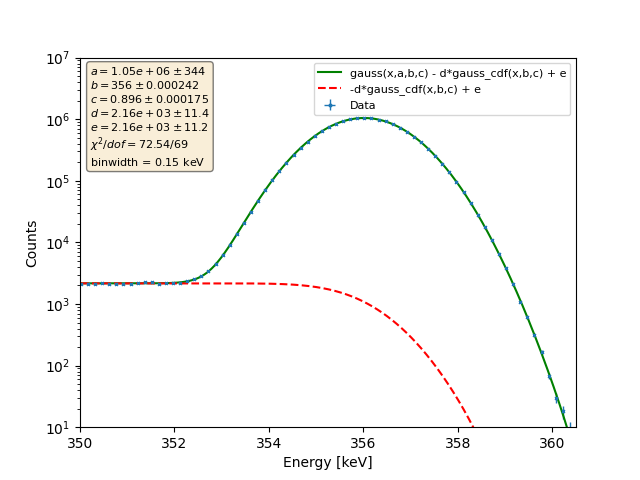 a = 1.05e + 06 ± 344
b = 356 ± 0.000242
c = 0.896 ± 0.000175
d = 2.16e + 03 ± 11.4
e = 2.16e + 03 ± 11.2
χ²/dof = 72.54/69
binwidth = 0.15 keV
gauss(x,a,b,c) - d*gauss_cdf(x,b,c) + e
-d*gauss_cdf(x,b,c) + e
Data
10⁷
10⁶
10⁵
10⁴
10³
10²
10¹
Counts
350 352 354 356 358 360
Energy [keV]